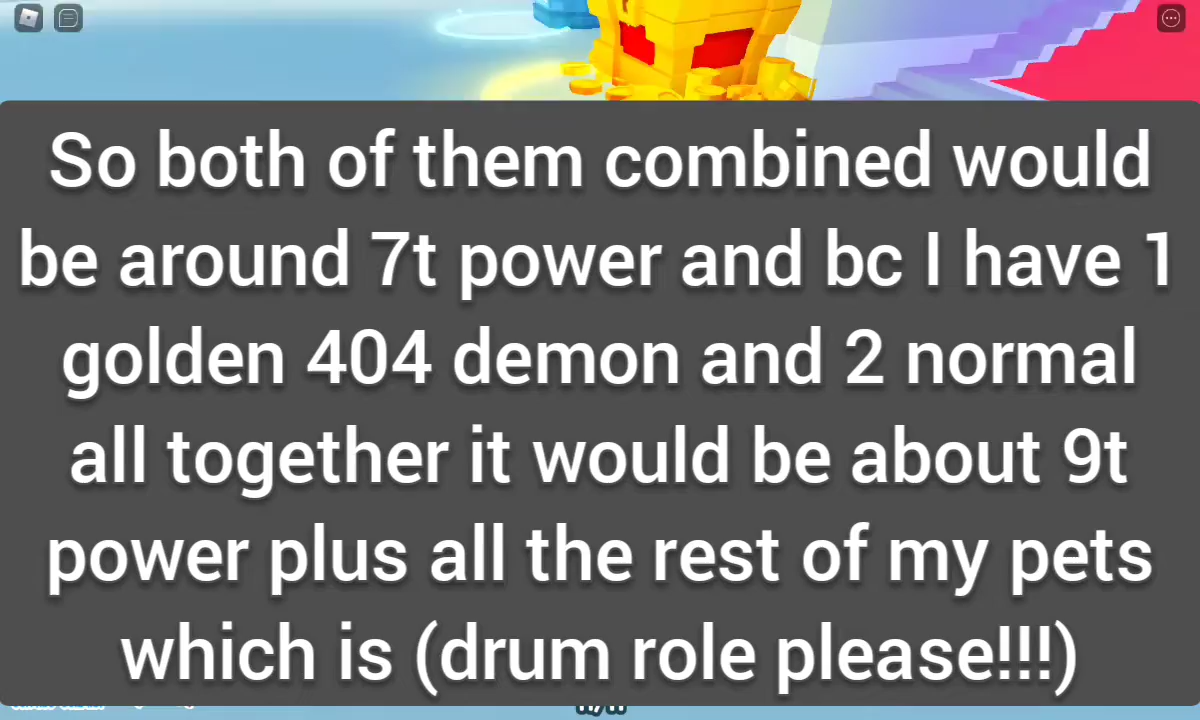 So both of them combined would
be around 7t power and bc I have 1
golden 404 demon and 2 normal
all together it would be about 9t
power plus all the rest of my pets
which is (drum role please!!!)